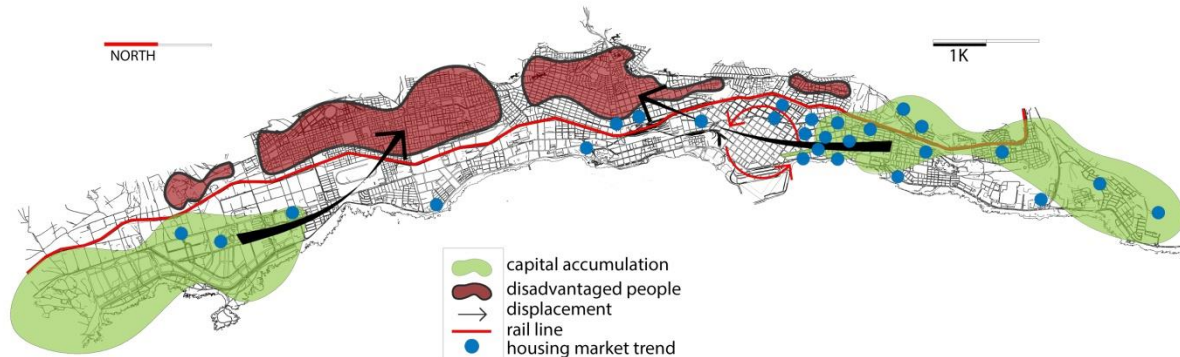 NORTH
1K
capital accumulation
disadvantaged people
displacement
rail line
housing market trend